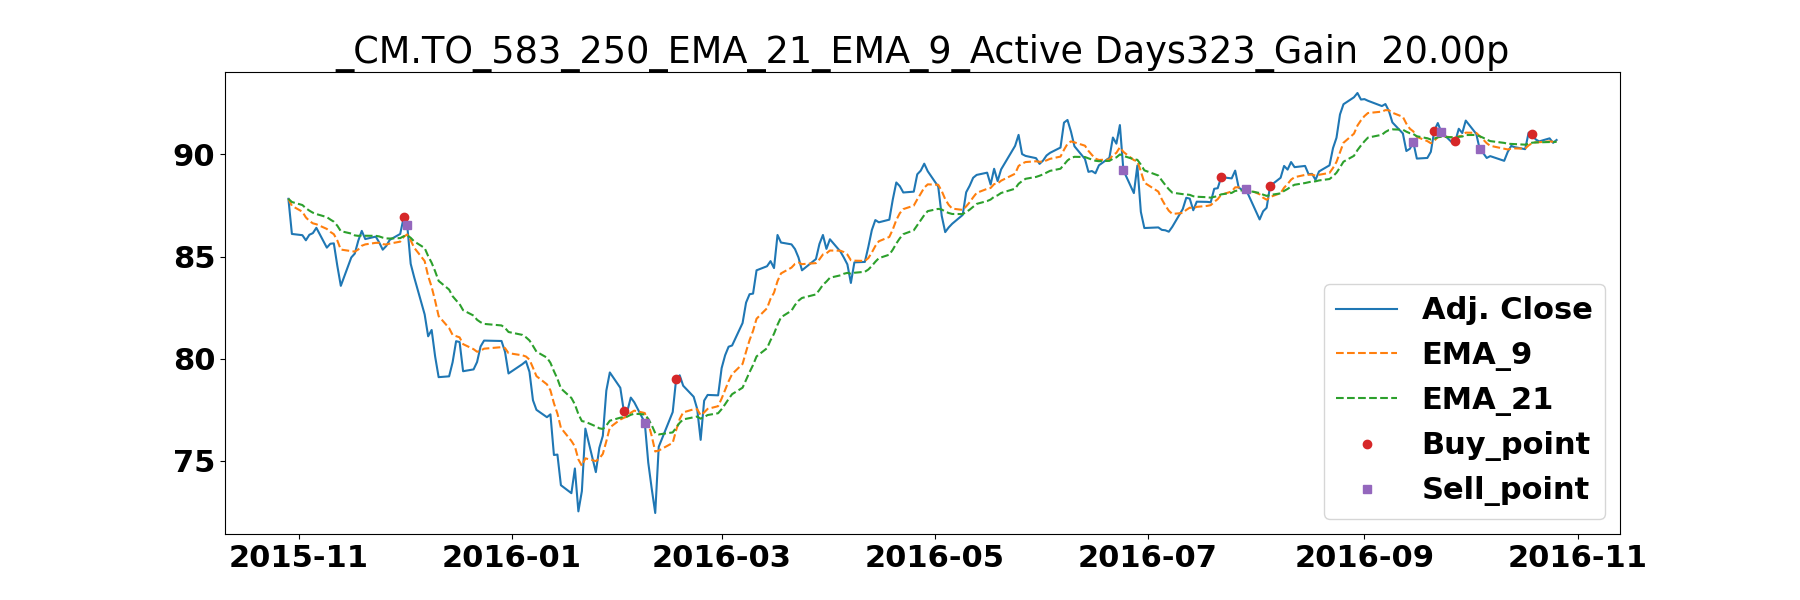 _CM.TO_583_250_EMA_21_EMA_9_Active Days323_Gain  20.00p
90
85
80
75
Adj. Close
EMA_9
EMA_21
Buy_point
Sell_point
2015-11 2016-01 2016-03 2016-05 2016-07 2016-09 2016-11